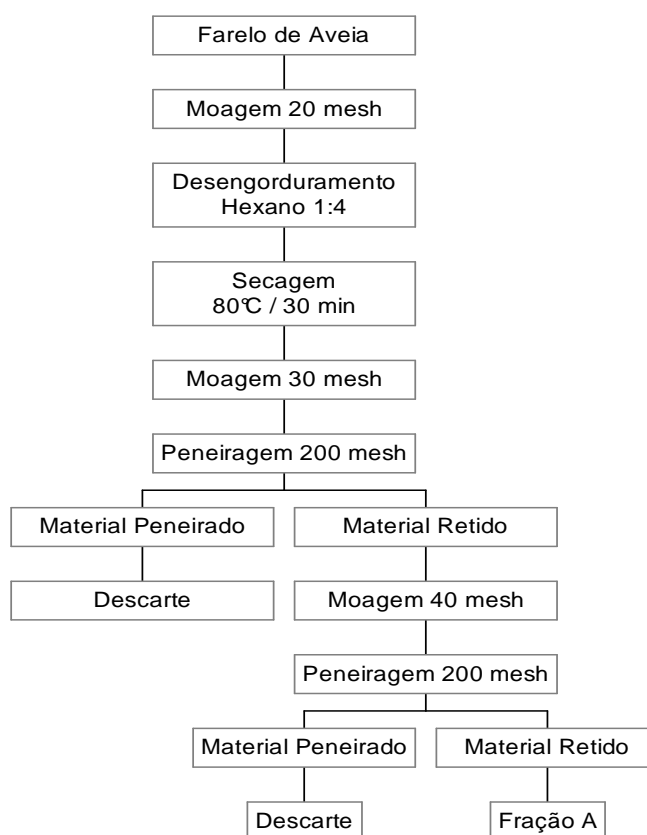 Farelo de Aveia
Moagem 20 mesh
Desengorduramento
Hexano 1:4
Secagem
80°C / 30 min
Moagem 30 mesh
Peneiragem 200 mesh
Material Peneirado
Material Retido
Descarte
Moagem 40 mesh
Peneiragem 200 mesh
Material Peneirado
Material Retido
Descarte
Fração A